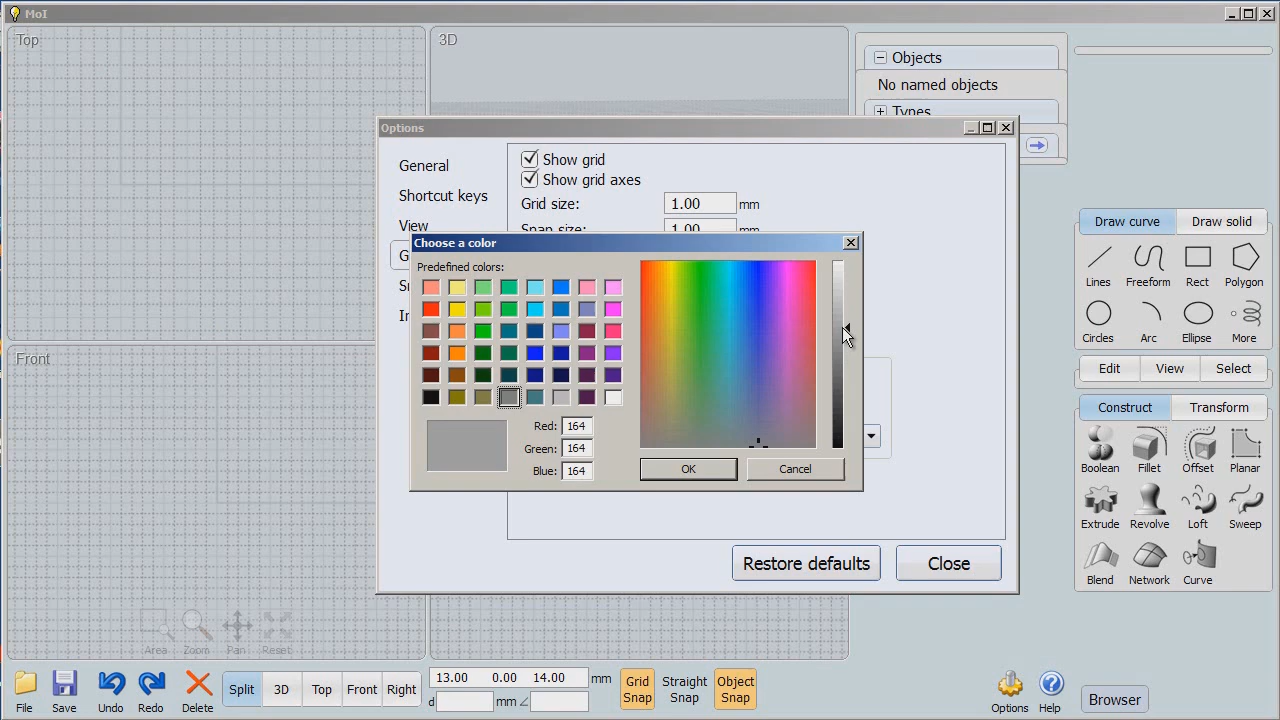 MoI
Top
3D
Objects
No named objects
Types
Options
General
Shortcut keys
View
Show grid
Show grid axes
Grid size: 1.00 mm
Snap size: 1.00 mm
Choose a color
Predefined colors:
Red: 164
Green: 164
Blue: 164
OK Cancel
Restore defaults Close
Front
Draw curve Draw solid
Lines Freeform Rect Polygon
Circles Arc Ellipse More
Edit View Select
Construct Transform
Boolean Fillet Offset Planar
Extrude Revolve Loft Sweep
Blend Network Curve
Area Zoom Pan Reset
File Save Undo Redo Delete
Split 3D Top Front Right
13.00 0.00 14.00 mm
d mm
Grid Snap
Straight Snap
Object Snap
Options Help
Browser